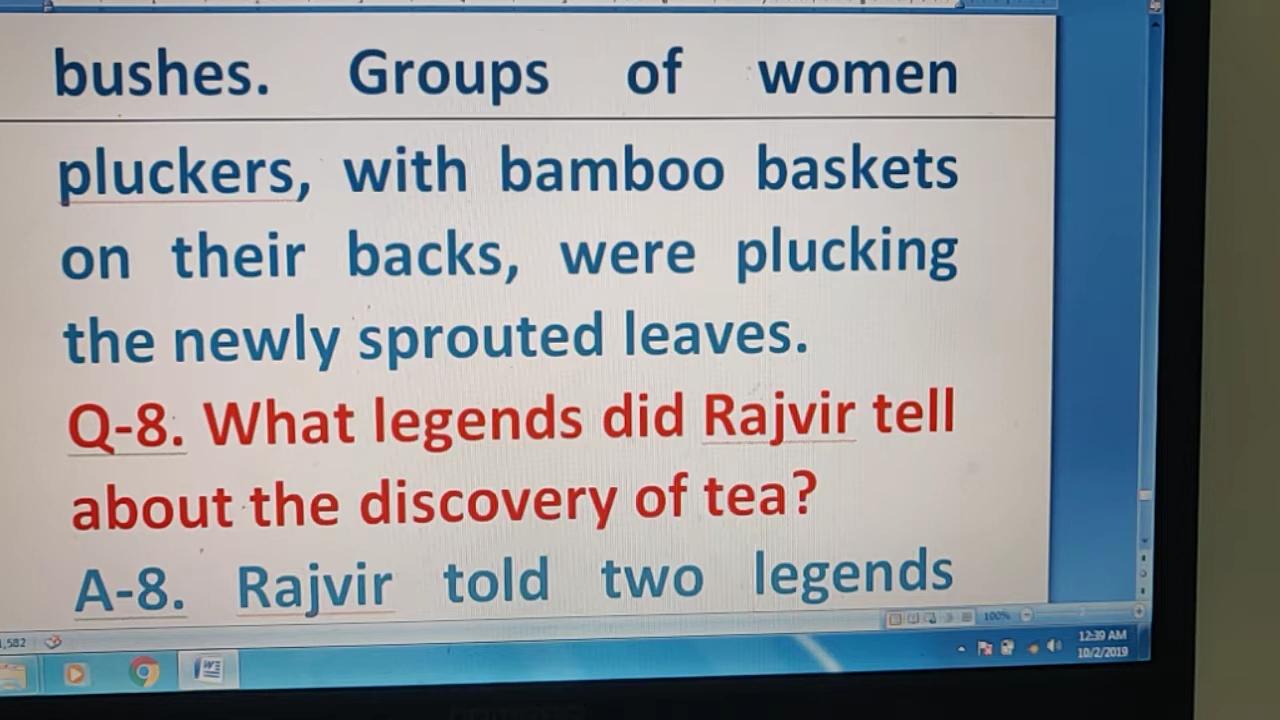 bushes. Groups of women
pluckers, with bamboo baskets
on their backs, were plucking
the newly sprouted leaves.
Q-8. What legends did Rajvir tell
about the discovery of tea?
A-8. Rajvir told two legends
100%
,582
12:39 AM
10/2/2019